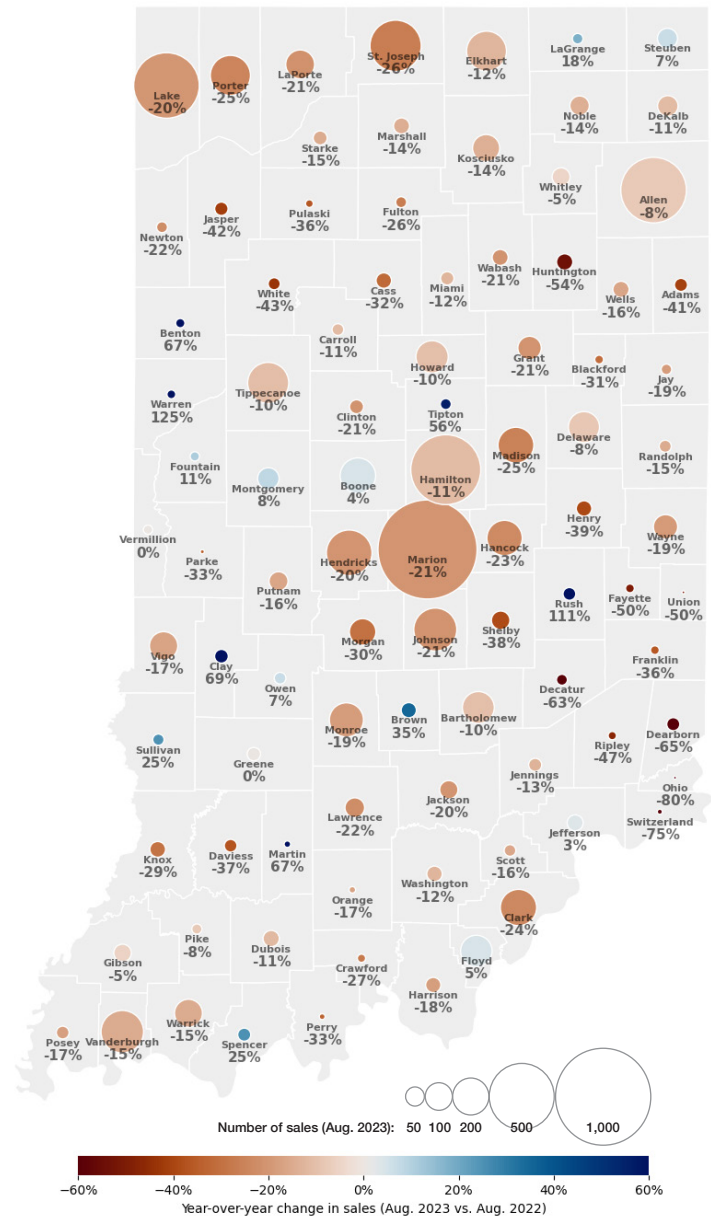 LaGrange
18%
Steuben
7%
St. Joseph
-26%
Elkhart
-12%
LaPorte
-21%
Porter
-25%
Lake
-20%
Noble
-14%
DeKalb
-11%
Marshall
-14%
Starke
-15%
Kosciusko
-14%
Whitley
-5%
Allen
-8%
Jasper
-42%
Pulaski
-36%
Fulton
-26%
Newton
-22%
Wabash
-21%
Huntington
-54%
White
-43%
Cass
-32%
Miami
-12%
Wells
-16%
Adams
-41%
Benton
67%
Carroll
-11%
Howard
-10%
Grant
-21%
Blackford
-31%
Jay
-19%
Tippecanoe
-10%
Warren
125%
Clinton
-21%
Tipton
56%
Delaware
-8%
Madison
-25%
Randolph
-15%
Fountain
11%
Montgomery
8%
Boone
4%
Hamilton
-11%
Henry
-39%
Wayne
-19%
Vermillion
0%
Parke
-33%
Hendricks
-20%
Marion
-21%
Hancock
-23%
Putnam
-16%
Rush
111%
Fayette
-50%
Union
-50%
Vigo
-17%
Clay
69%
Morgan
-30%
Johnson
-21%
Shelby
-38%
Franklin
-36%
Owen
7%
Decatur
-63%
Monroe
-19%
Brown
35%
Bartholomew
-10%
Dearborn
-65%
Sullivan
25%
Greene
0%
Ripley
-47%
Jennings
-13%
Ohio
-80%
Jackson
-20%
Lawrence
-22%
Switzerland
-75%
Jefferson
3%
Knox
-29%
Daviess
-37%
Martin
67%
Scott
-16%
Washington
-12%
Orange
-17%
Clark
-24%
Pike
-8%
Dubois
-11%
Gibson
-5%
Floyd
5%
Crawford
-27%
Harrison
-18%
Posey
-17%
Vanderburgh
-15%
Warrick
-15%
Spencer
25%
Perry
-33%
Number of sales (Aug. 2023): 50 100 200 500 1,000
−60% −40% −20% 0% 20% 40% 60%
Year-over-year change in sales (Aug. 2023 vs. Aug. 2022)